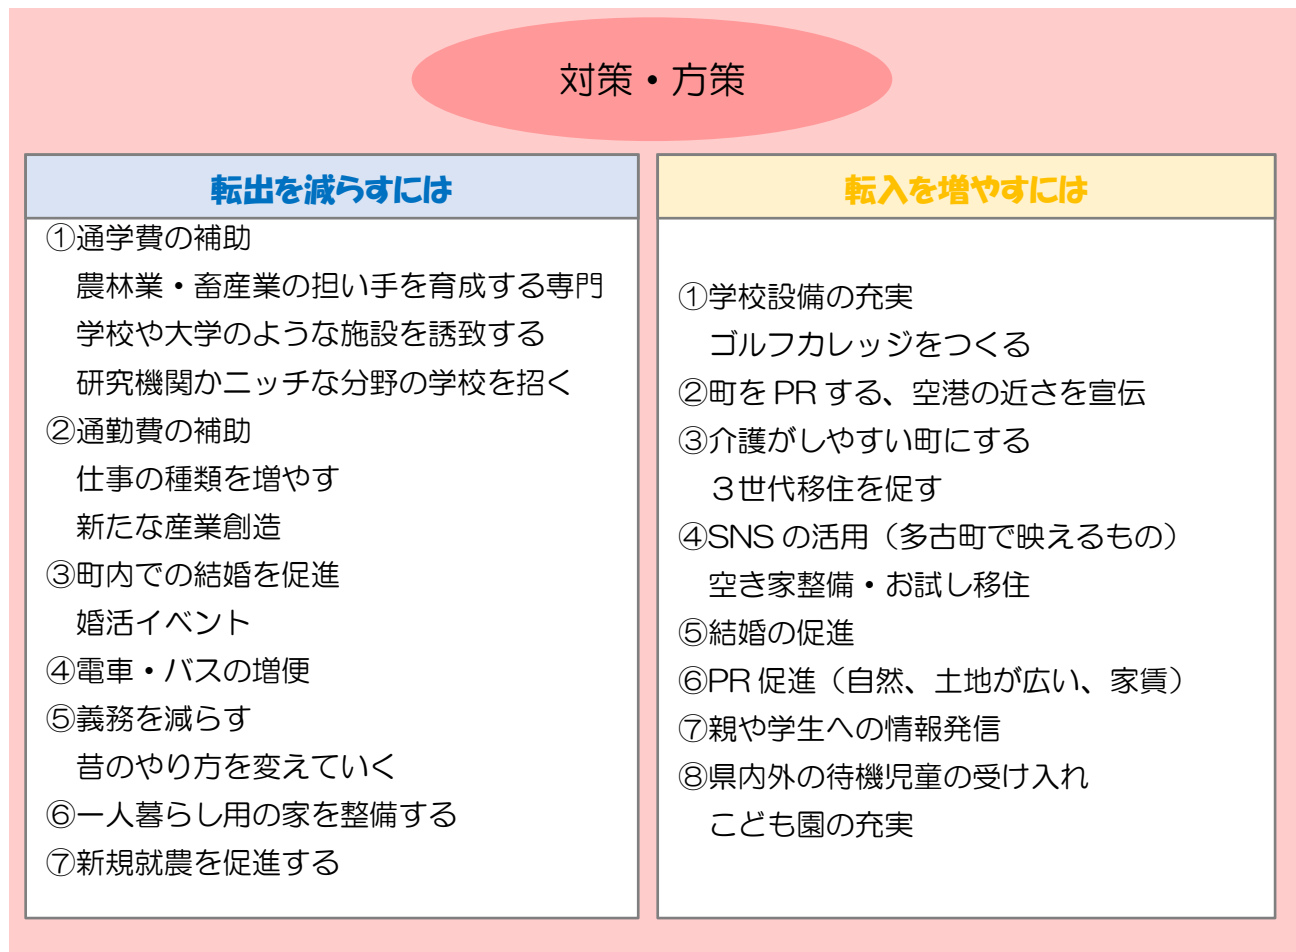 対策・方策
転出を減らすには
①通学費の補助
農林業・畜産業の担い手を育成する専門
学校や大学のような施設を誘致する
研究機関かニッチな分野の学校を招く
②通勤費の補助
仕事の種類を増やす
新たな産業創造
③町内での結婚を促進
婚活イベント
④電車・バスの増便
⑤義務を減らす
昔のやり方を変えていく
⑥一人暮らし用の家を整備する
⑦新規就農を促進する
転入を増やすには
①学校設備の充実
ゴルフカレッジをつくる
②町を PR する、空港の近さを宣伝
③介護がしやすい町にする
３世代移住を促す
④SNS の活用（多古町で映えるもの）
空き家整備・お試し移住
⑤結婚の促進
⑥PR 促進（自然、土地が広い、家賃）
⑦親や学生への情報発信
⑧県内外の待機児童の受け入れ
こども園の充実